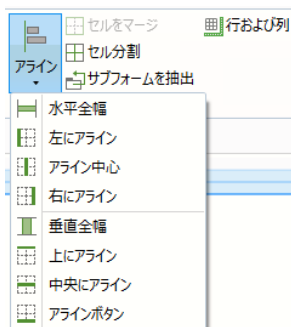 セルをマージ
行および列
セル分割
アライン
サブフォームを抽出
水平全幅
左にアライン
アライン中心
右にアライン
垂直全幅
上にアライン
中央にアライン
アラインボタン